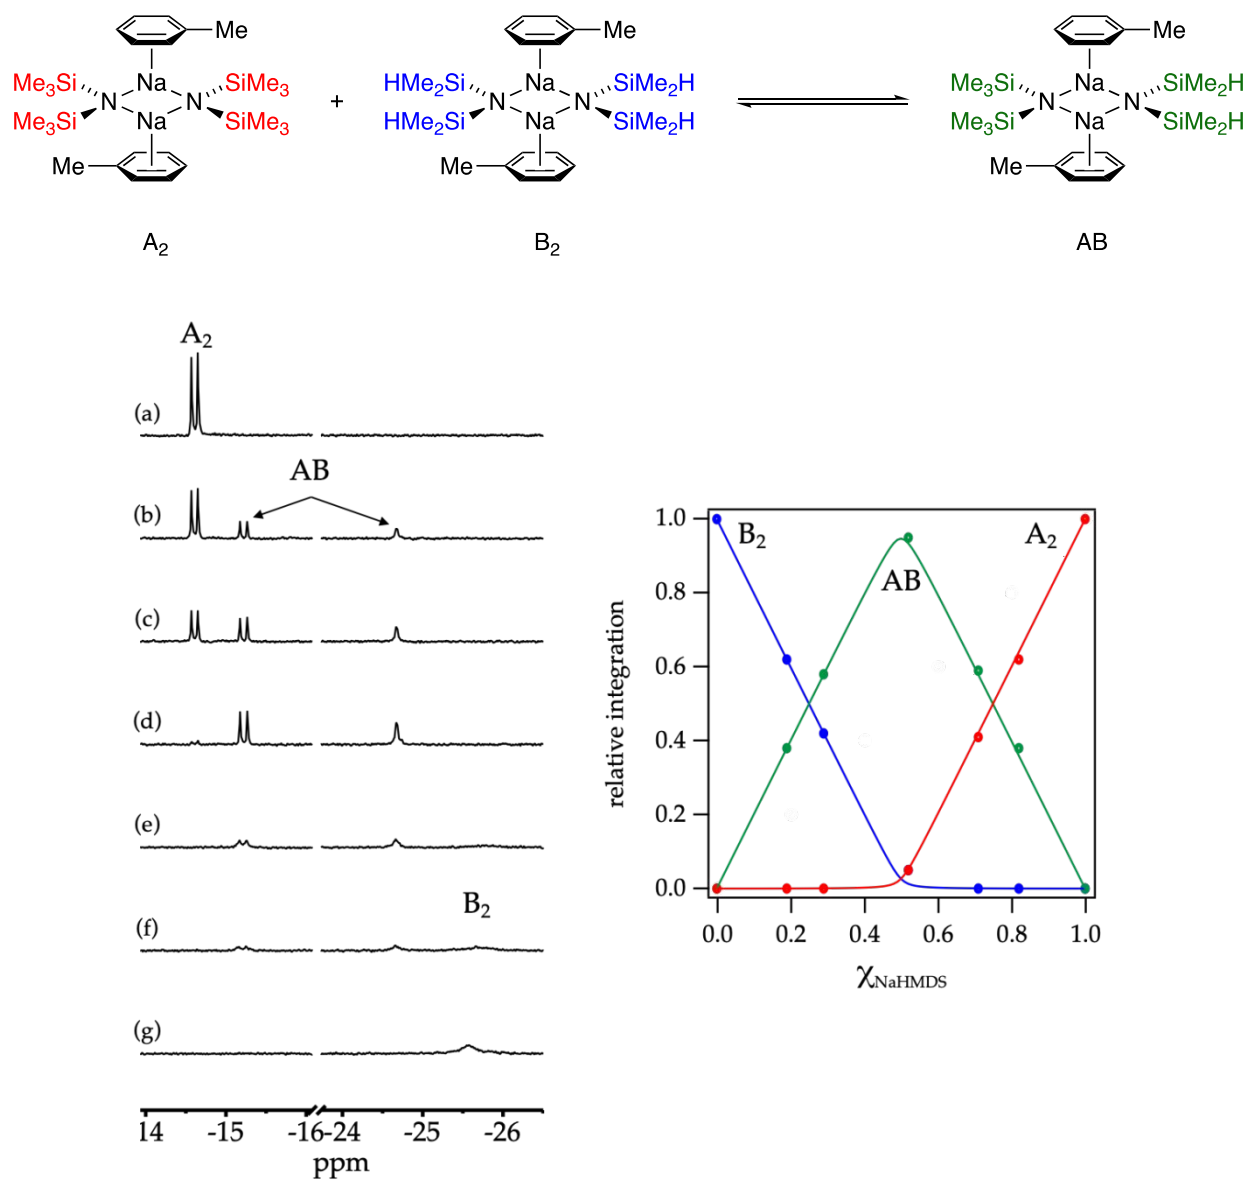 Me
Na
Me₃Si
SiMe₃
N
N
Me₃Si
SiMe₃
Na
Me
A₂
+
Me
Na
HMe₂Si
SiMe₂H
N
N
HMe₂Si
SiMe₂H
Na
Me
B₂
Me
Na
Me₃Si
SiMe₂H
N
N
Me₃Si
SiMe₂H
Na
Me
AB
A₂
(a)
AB
(b)
(c)
(d)
(e)
B₂
(f)
(g)
14 -15 -16 -24 -25 -26
ppm
relative integration
1.0
0.8
0.6
0.4
0.2
0.0
B₂
AB
A₂
0.0 0.2 0.4 0.6 0.8 1.0
χNaHMDS